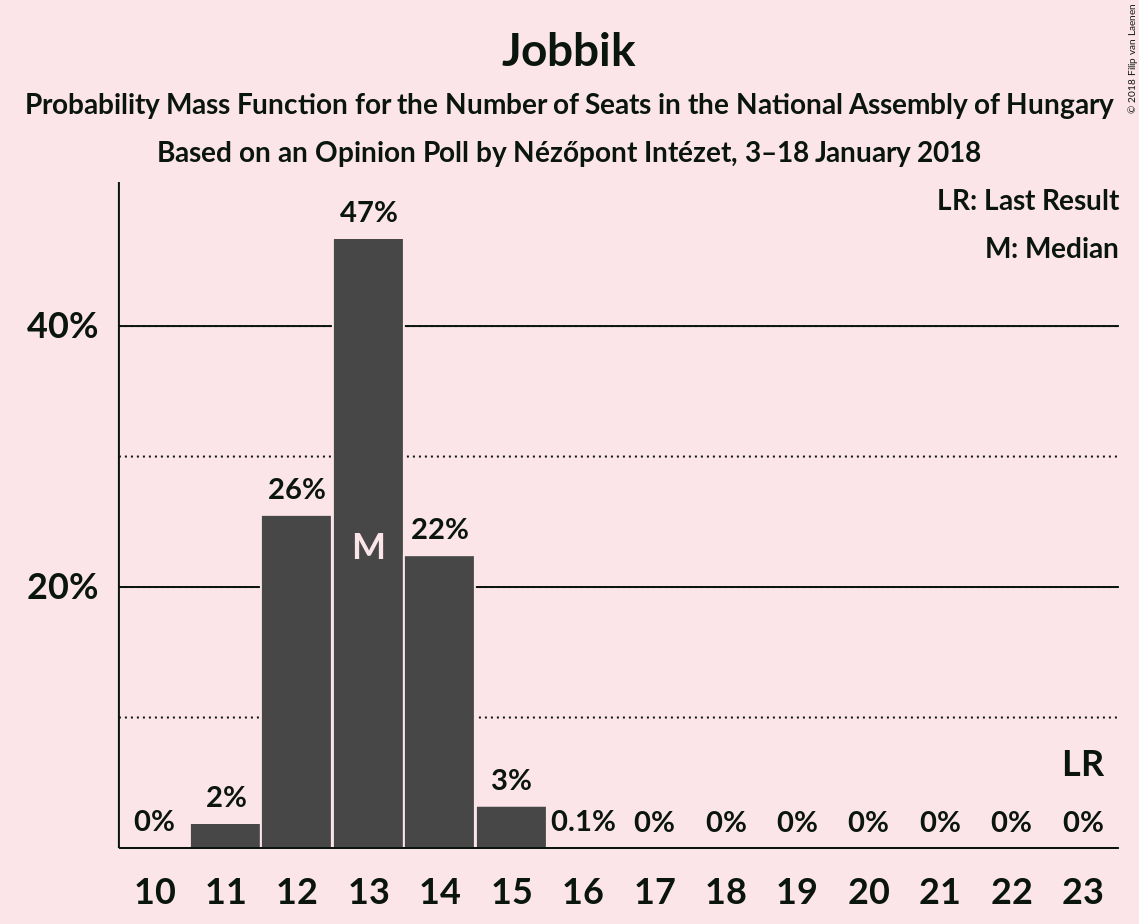 Jobbik
Probability Mass Function for the Number of Seats in the National Assembly of Hungary
Based on an Opinion Poll by Nézőpont Intézet, 3–18 January 2018
© 2018 Filip van Laenen
LR: Last Result
M: Median
40%
20%
0%
2%
26%
47%
M
22%
3%
0.1%
0%
0%
0%
0%
0%
0%
LR
0%
10 11 12 13 14 15 16 17 18 19 20 21 22 23